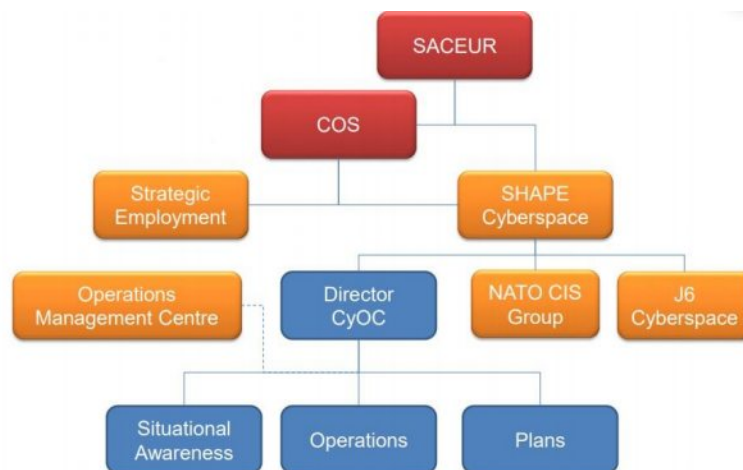 SACEUR
COS
Strategic
Employment
SHAPE
Cyberspace
Operations
Management Centre
Director
CyOC
NATO CIS
Group
J6
Cyberspace
Situational
Awareness
Operations
Plans